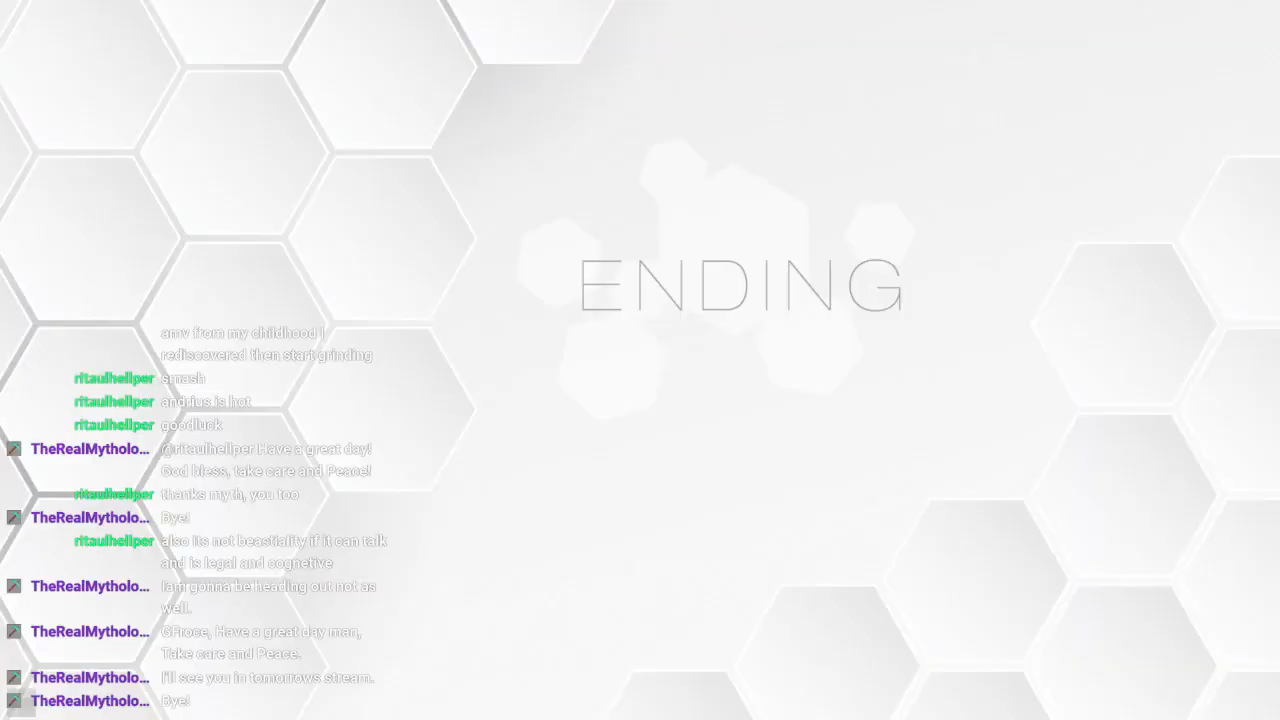 ENDING
amv from my childhood I
rediscovered then start grinding
ritaulhellper smash
ritaulhellper andrius is hot
ritaulhellper goodluck
TheRealMytholo... @ritaulhellper Have a great day!
God bless, take care and Peace!
ritaulhellper thanks myth, you too
TheRealMytholo... Bye!
ritaulhellper also its not beastiality if it can talk
and is legal and cognetive
TheRealMytholo... Iam gonna be heading out not as
well.
TheRealMytholo... GFroce, Have a great day man,
Take care and Peace.
TheRealMytholo... I'll see you in tomorrows stream.
TheRealMytholo... Bye!